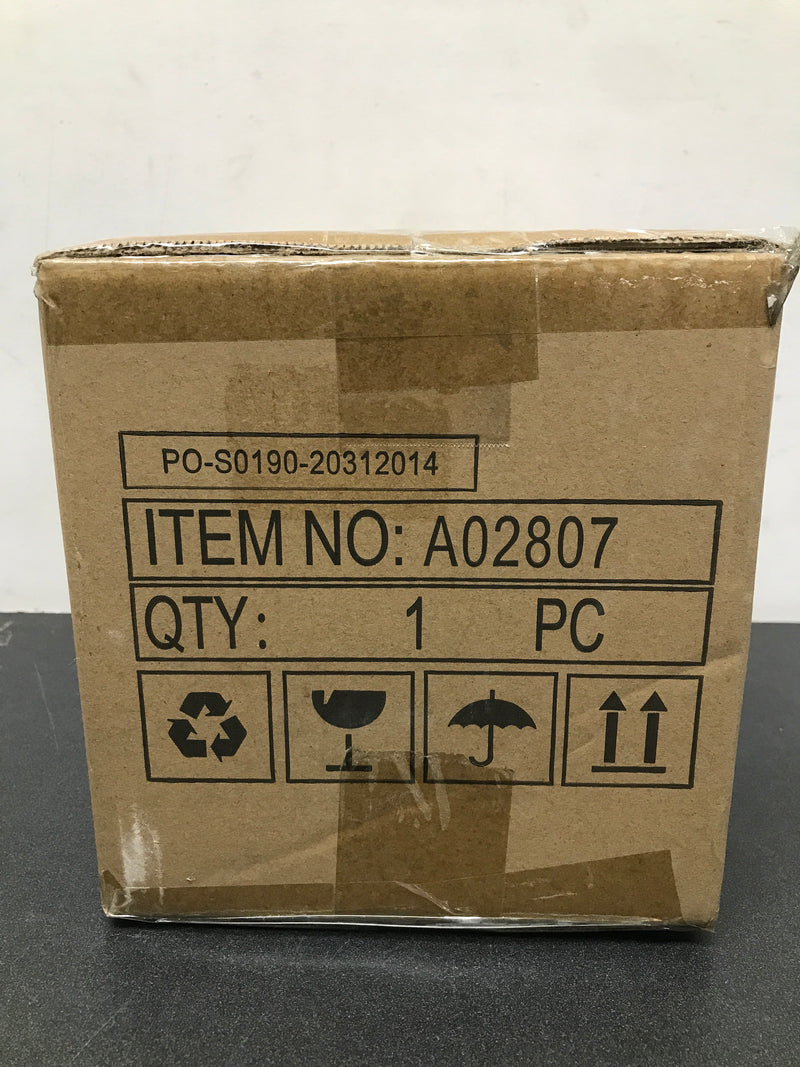 PO-S0190-20312014
ITEM NO: A02807
QTY: 1 PC